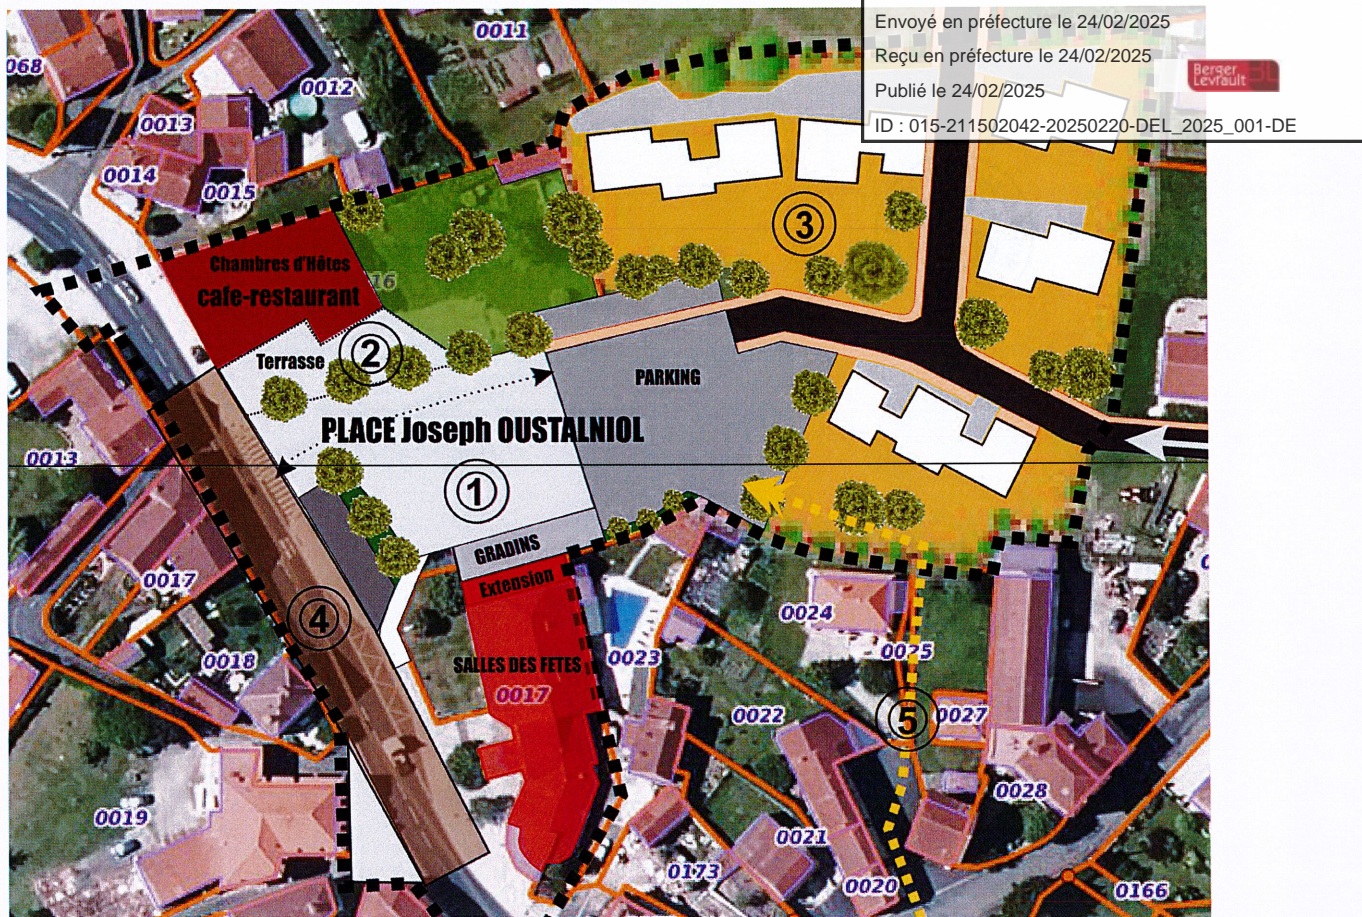 Envoyé en préfecture le 24/02/2025
Reçu en préfecture le 24/02/2025
Publié le 24/02/2025
ID : 015-211502042-20250220-DEL_2025_001-DE
Berger
Levrault
0011
068
0012
0013
0014
0015
3
Chambres d'Hôtes
16
cafe-restaurant
2
Terrasse
PARKING
PLACE Joseph OUSTALNIOL
0013
1
GRADINS
Extension
0017
4
0024
0018
SALLES DES FETES
0023
0025
0017
0022
5
0027
0028
0019
0021
0173
0020
0166